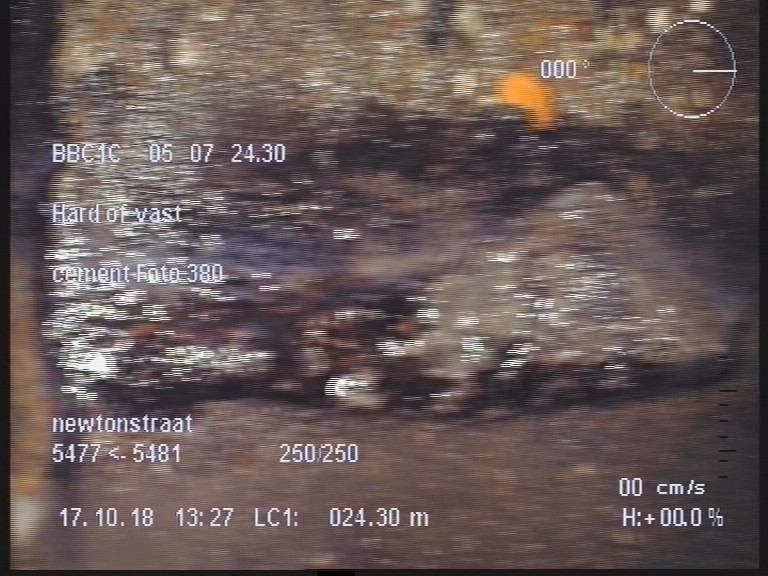 000°
BBC1C 05 07 24.30
Hard of vast
cement Foto 380
newtonstraat
5477 <- 5481 250/250
00 cm/s
17.10.18 13:27 LC1: 024.30 m H:+00.0 %